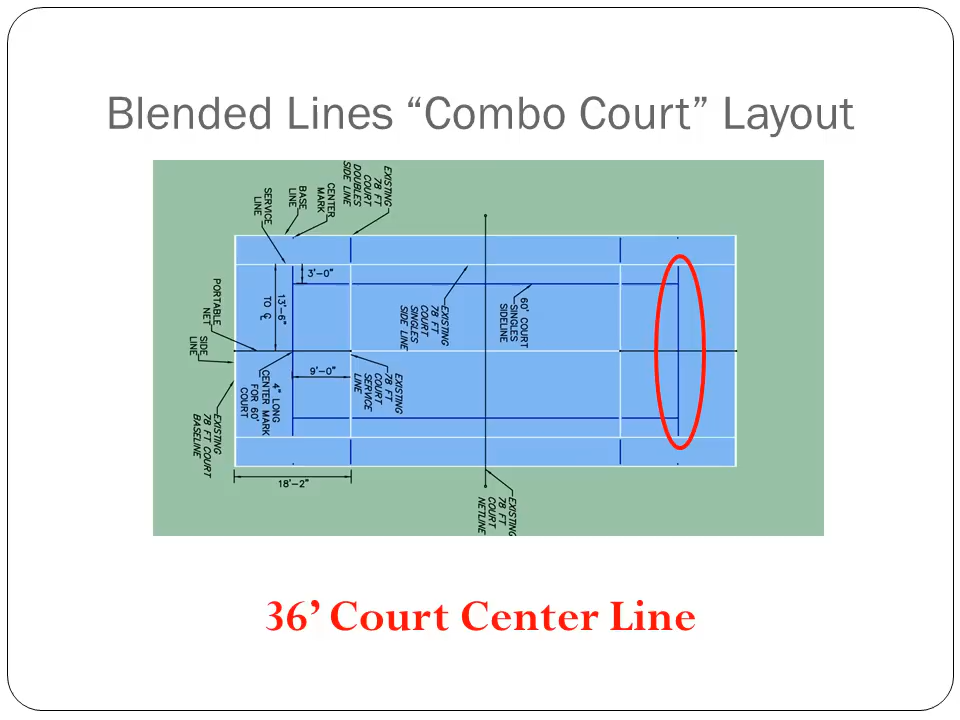 Blended Lines “Combo Court” Layout
EXISTING
78 FT
COURT
DOUBLES
SIDE LINE
CENTER
MARK
BASE
LINE
SERVICE
LINE
3'-0"
13'-6"
TO ℄
PORTABLE
NET
SIDE
LINE
EXISTING
78 FT
COURT
SINGLES
SIDE LINE
60' COURT
SINGLES
SIDELINE
9'-0"
EXISTING
78 FT
COURT
SERVICE
LINE
4" LONG
CENTER MARK
FOR 60'
COURT
EXISTING
78 FT COURT
BASELINE
18'-2"
EXISTING
78 FT
COURT
NETLINE
36’ Court Center Line